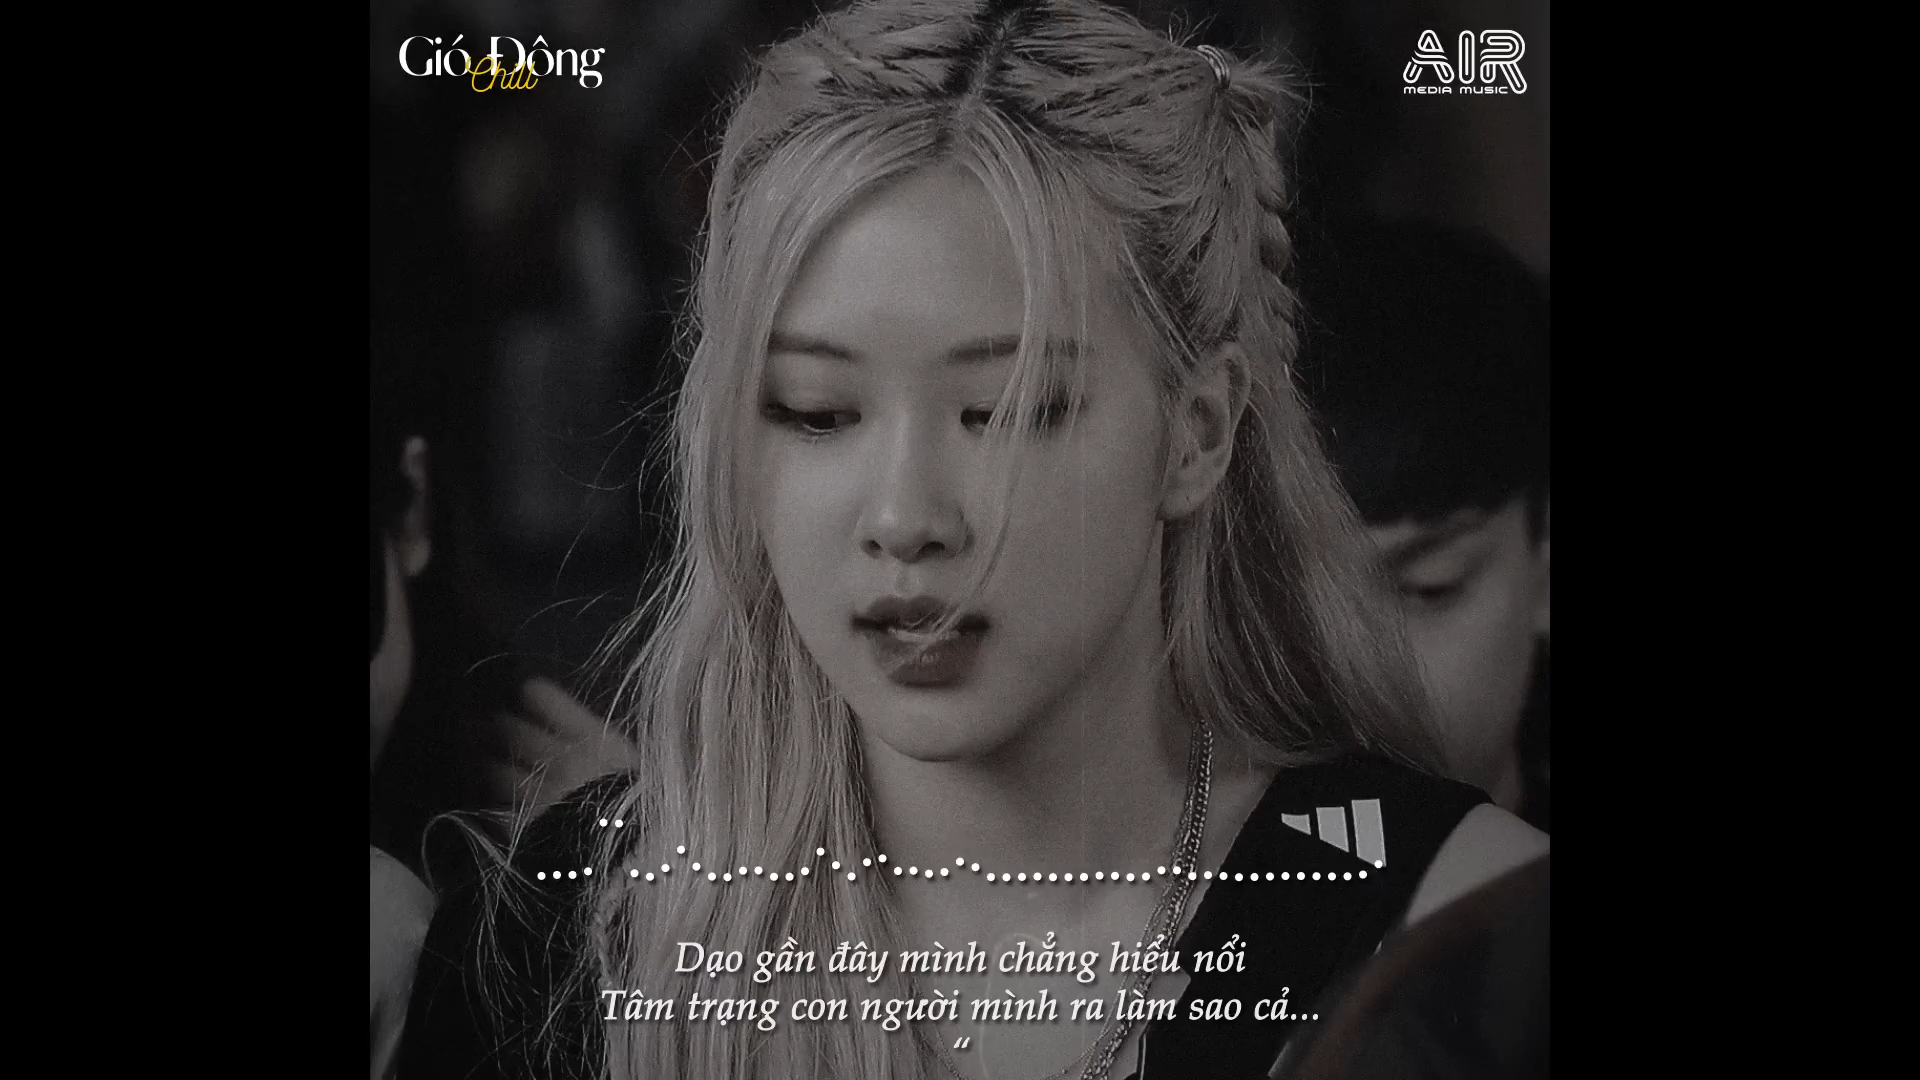 Gió Đông
Chill
AIR
MEDIA MUSIC
Dạo gần đây mình chẳng hiểu nổi
Tâm trạng con người mình ra làm sao cả...
“